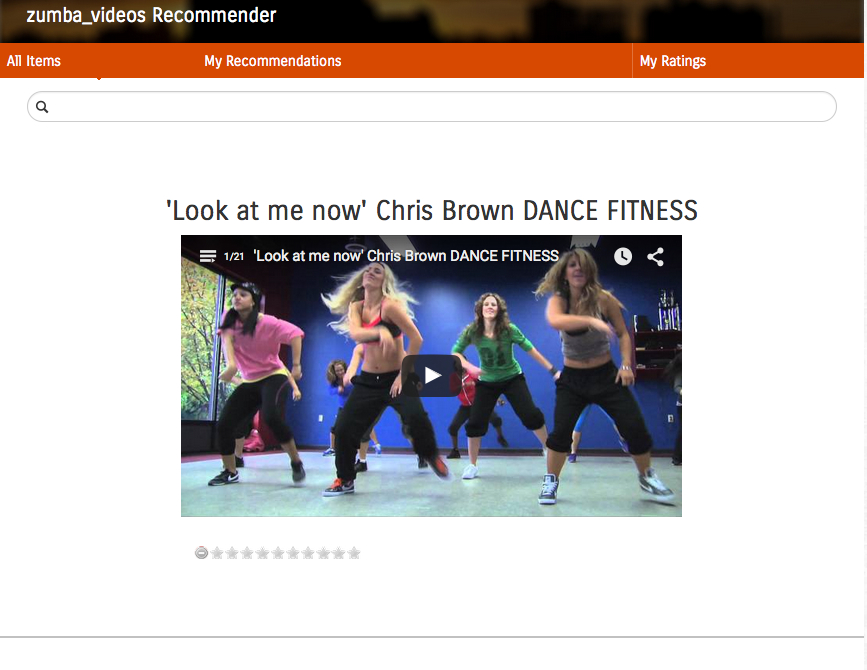 zumba_videos Recommender
All Items My Recommendations My Ratings
'Look at me now' Chris Brown DANCE FITNESS
1/21 'Look at me now' Chris Brown DANCE FITNESS